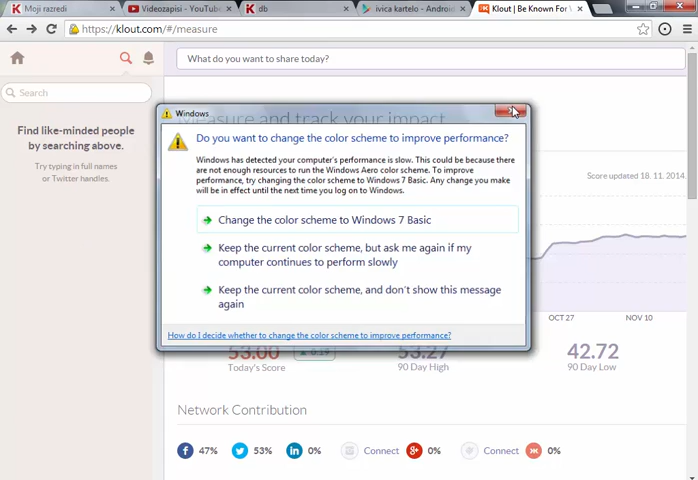 Moji razredi
Videozapisi - YouTube
db
ivica kartelo - Android
Klout | Be Known For
https://klout.com/#/measure
What do you want to share today?
Search
Find like-minded people
by searching above.
Try typing in full names
or Twitter handles.
Measure and track your impact
Score updated 18. 11. 2014.
Windows
Do you want to change the color scheme to improve performance?
Windows has detected your computer's performance is slow. This could be because there
are not enough resources to run the Windows Aero color scheme. To improve
performance, try changing the color scheme to Windows 7 Basic. Any change you make
will be in effect until the next time you log on to Windows.
Change the color scheme to Windows 7 Basic
Keep the current color scheme, but ask me again if my
computer continues to perform slowly
Keep the current color scheme, and don't show this message
again
How do I decide whether to change the color scheme to improve performance?
OCT 27 NOV 10
53.00 0.19 53.27 42.72
Today's Score 90 Day High 90 Day Low
Network Contribution
47% 53% 0% Connect 0% Connect 0%